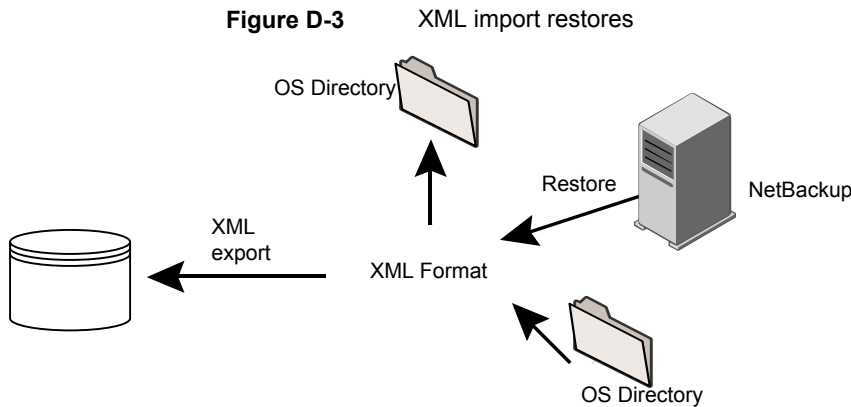 Figure D-3 XML import restores
OS Directory
Restore
NetBackup
XML
export
XML Format
OS Directory